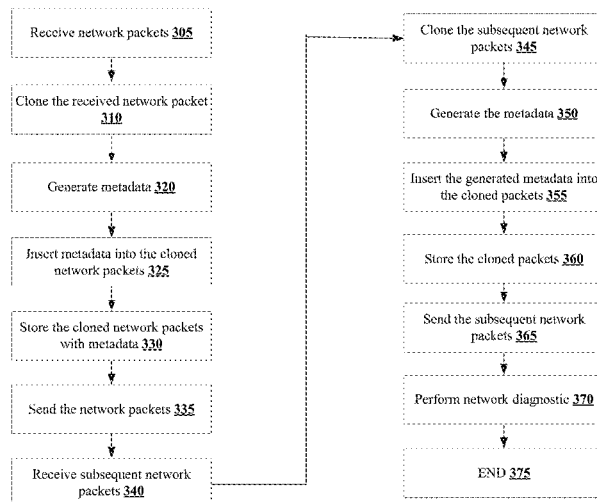 Receive network packets 305
Clone the received network packet
310
Generate metadata 320
Insert metadata into the cloned
network packets 325
Store the cloned network packets
with metadata 330
Send the network packets 335
Receive subsequent network
packets 340
Clone the subsequent network
packets 345
Generate the metadata 350
Insert the generated metadata into
the cloned packets 355
Store the cloned packets 360
Send the subsequent network
packets 365
Perform network diagnostic 370
END 375